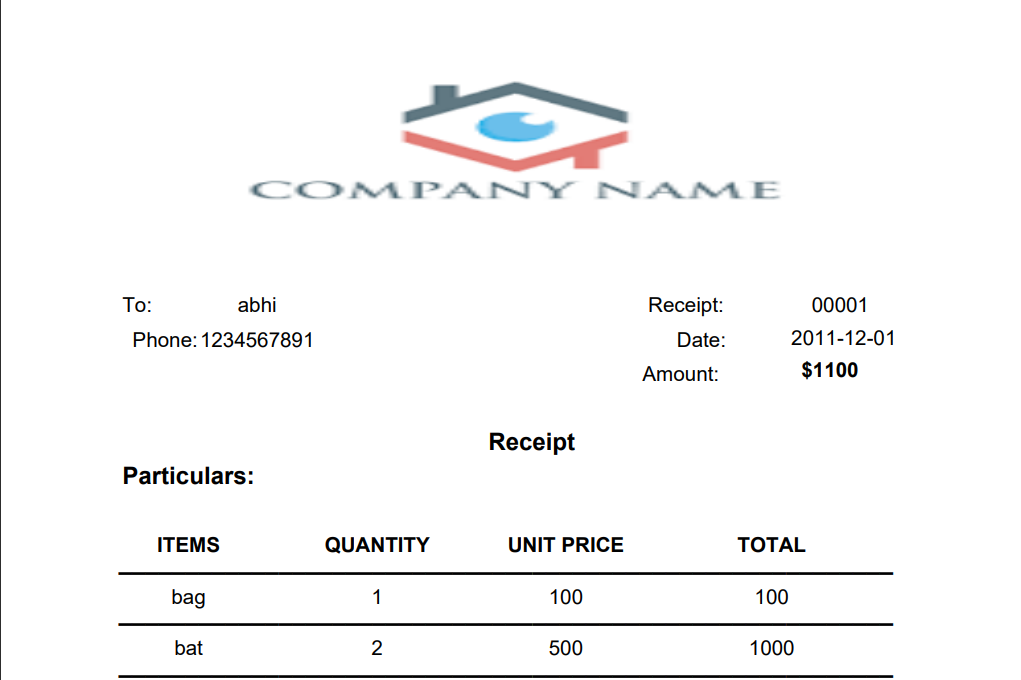 COMPANY NAME
To: abhi Receipt: 00001
Phone: 1234567891 Date: 2011-12-01
Amount: $1100
Receipt
Particulars:
ITEMS QUANTITY UNIT PRICE TOTAL
bag 1 100 100
bat 2 500 1000